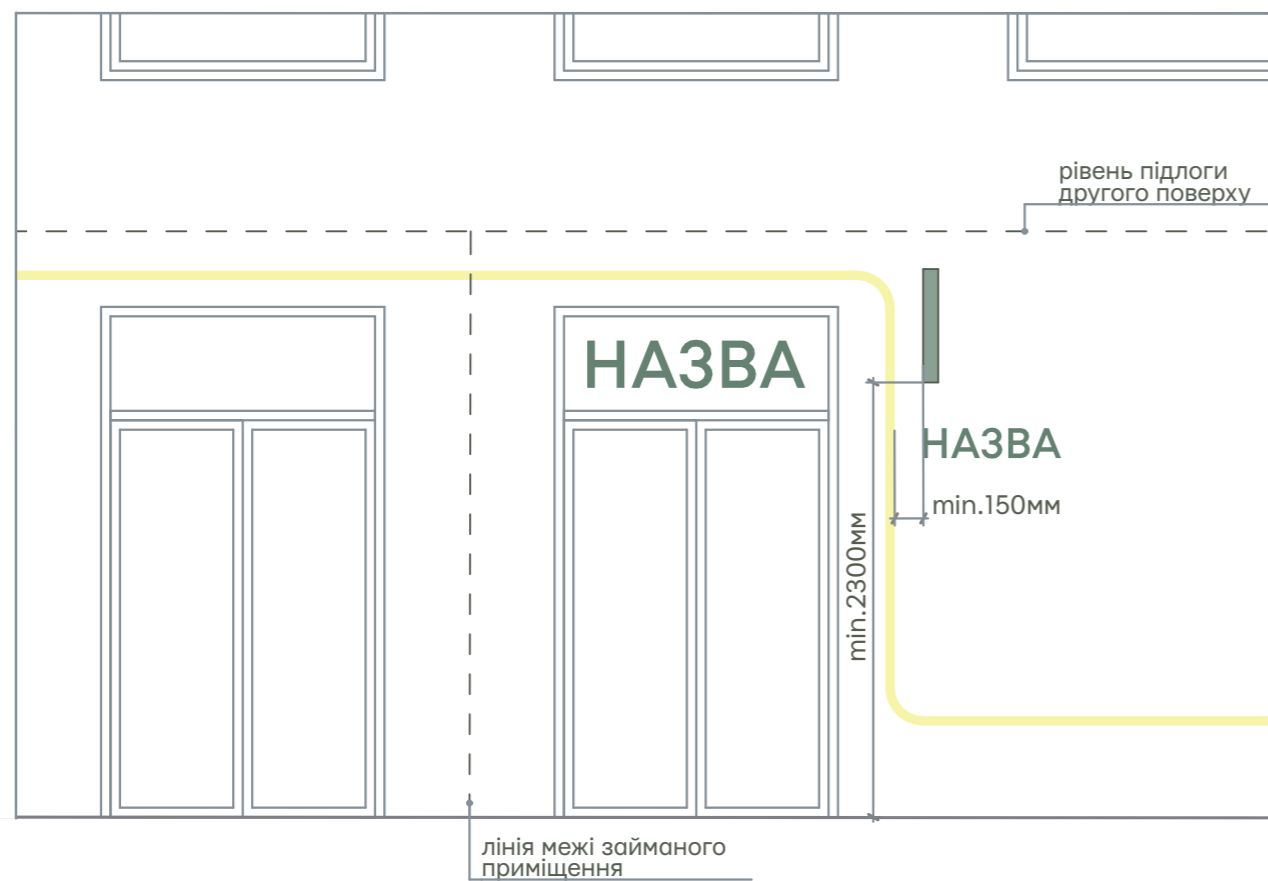 рівень підлоги
другого поверху
НАЗВА
НАЗВА
min.150мм
min.2300мм
лінія межі займаного
приміщення